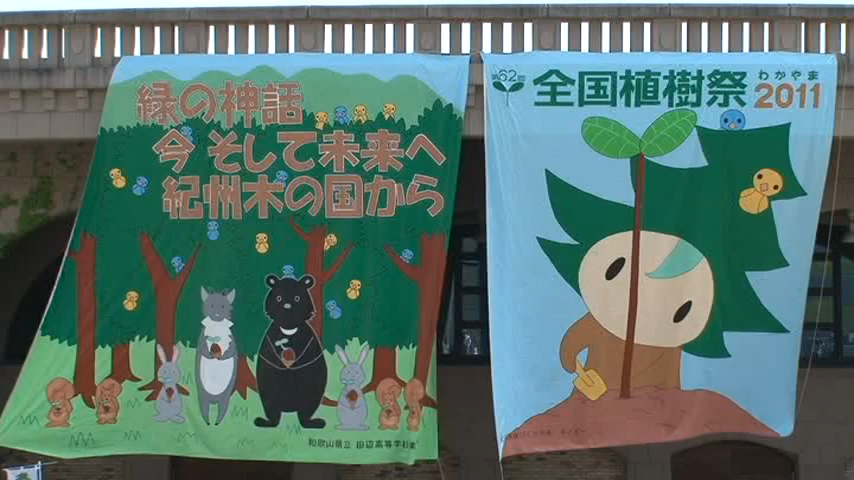 緑の神話
今 そして未来へ
紀州木の国から
和歌山県立 田辺高等学校
第62回
全国植樹祭
わかやま
2011